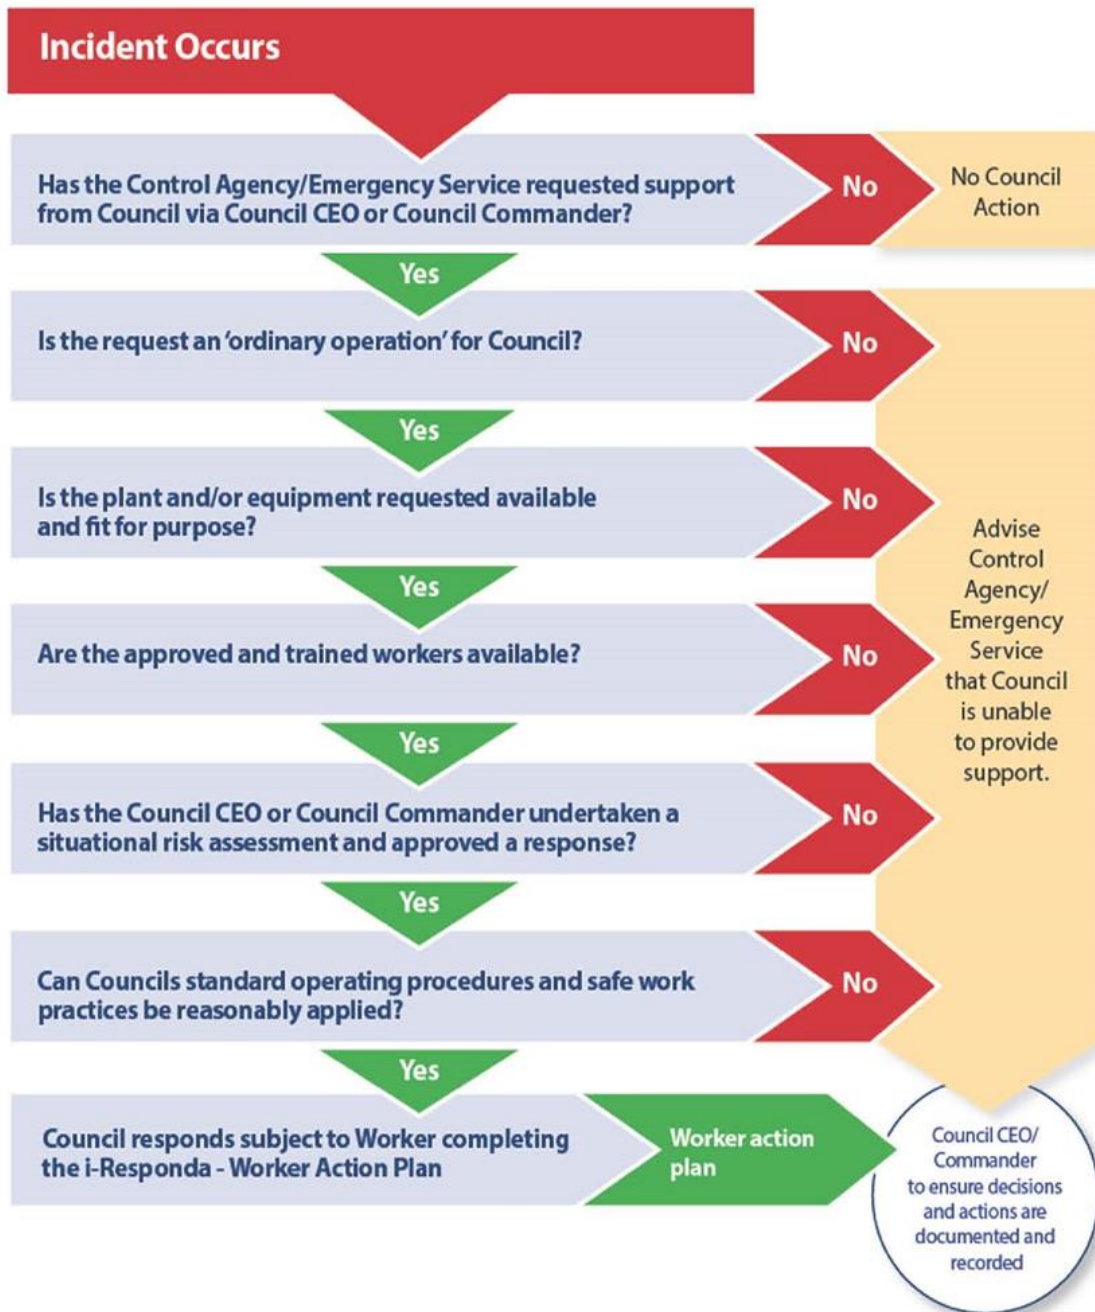 Incident Occurs
Has the Control Agency/Emergency Service requested support
from Council via Council CEO or Council Commander?
No
No Council
Action
Yes
Is the request an ‘ordinary operation’ for Council?
No
Yes
Is the plant and/or equipment requested available
and fit for purpose?
No
Yes
Are the approved and trained workers available?
No
Yes
Has the Council CEO or Council Commander undertaken a
situational risk assessment and approved a response?
No
Yes
Can Councils standard operating procedures and safe work
practices be reasonably applied?
No
Advise
Control
Agency/
Emergency
Service
that Council
is unable
to provide
support.
Yes
Council responds subject to Worker completing
the i-Responda - Worker Action Plan
Worker action
plan
Council CEO/
Commander
to ensure decisions
and actions are
documented and
recorded